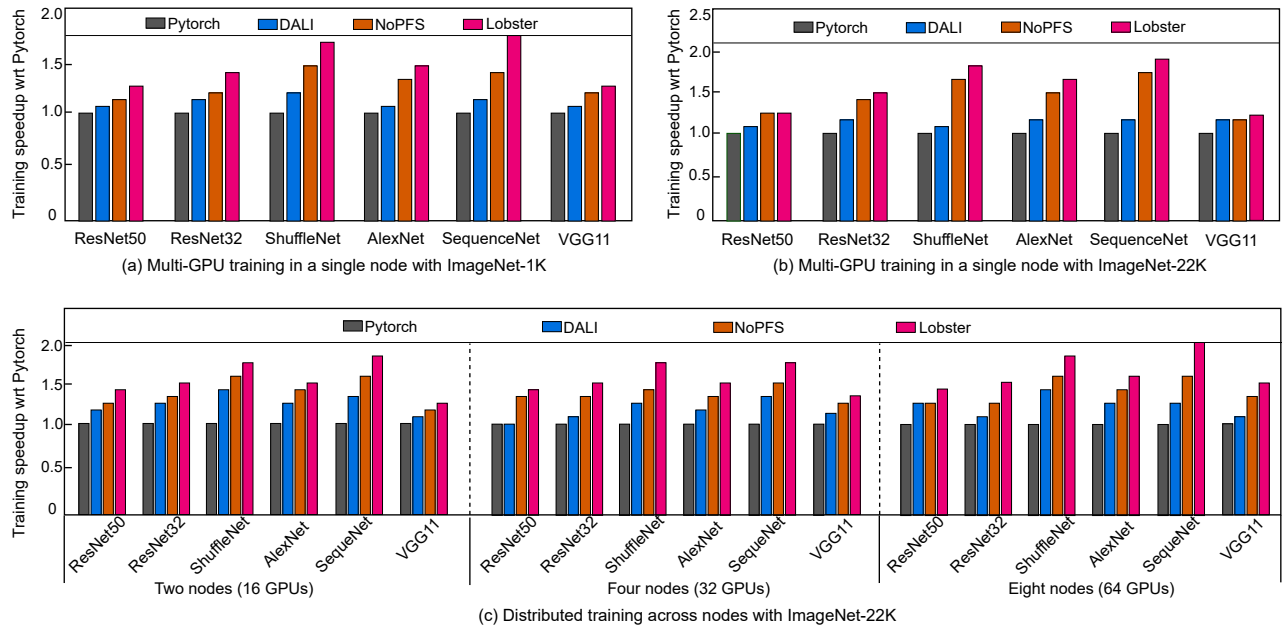 Training speedup wrt Pytorch
2.0
1.5
1.0
0.5
0
Pytorch DALI NoPFS Lobster
ResNet50 ResNet32 ShuffleNet AlexNet SequenceNet VGG11
(a) Multi-GPU training in a single node with ImageNet-1K
Training speedup wrt Pytorch
2.5
2.0
1.5
1.0
0.5
0
Pytorch DALI NoPFS Lobster
ResNet50 ResNet32 ShuffleNet AlexNet SequenceNet VGG11
(b) Multi-GPU training in a single node with ImageNet-22K
Training speedup wrt Pytorch
2.0
1.5
1.0
0.5
0
Pytorch DALI NoPFS Lobster
ResNet50 ResNet32 ShuffleNet AlexNet SequeNet VGG11 ResNet50 ResNet32 ShuffleNet AlexNet SequeNet VGG11 ResNet50 ResNet32 ShuffleNet AlexNet SequeNet VGG11
Two nodes (16 GPUs) Four nodes (32 GPUs) Eight nodes (64 GPUs)
(c) Distributed training across nodes with ImageNet-22K